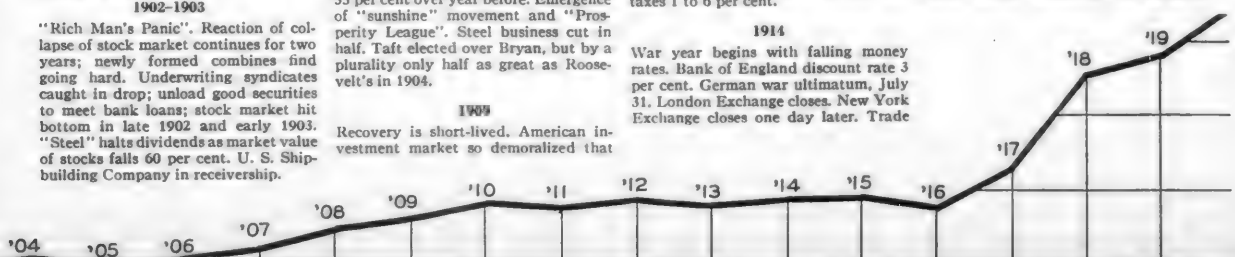 1902-1903
"Rich Man's Panic". Reaction of col-
lapse of stock market continues for two
years; newly formed combines find
going hard. Underwriting syndicates
caught in drop; unload good securities
to meet bank loans; stock market hit
bottom in late 1902 and early 1903.
"Steel" halts dividends as market value
of stocks falls 60 per cent. U. S. Ship-
building Company in receivership.
per cent over year before. Emergence
of "sunshine" movement and "Pros-
perity League". Steel business cut in
half. Taft elected over Bryan, but by a
plurality only half as great as Roose-
velt's in 1904.
1909
Recovery is short-lived. American in-
vestment market so demoralized that
taxes 1 to 6 per cent.
1914
War year begins with falling money
rates. Bank of England discount rate 3
per cent. German war ultimatum, July
31. London Exchange closes. New York
Exchange closes one day later. Trade
'04 '05 '06 '07 '08 '09 '10 '11 '12 '13 '14 '15 '16 '17 '18 '19